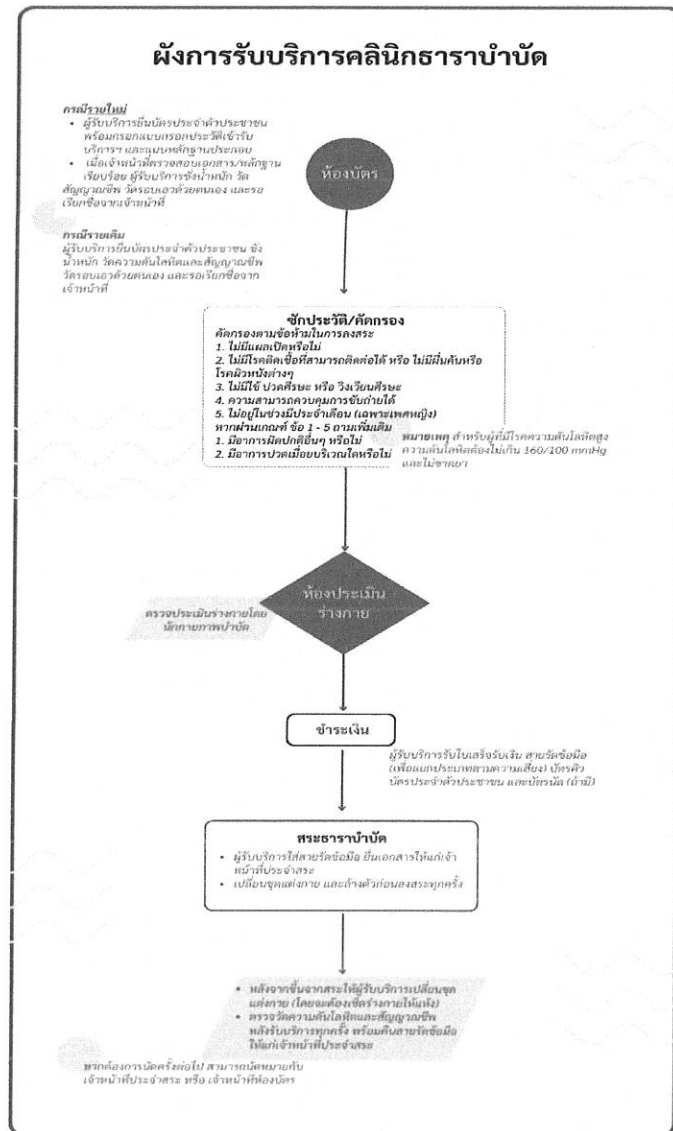 ผังการรับบริการคลินิกธาราบำบัด
กรณีรายใหม่
• ผู้รับบริการยื่นบัตรประจำตัวประชาชน
พร้อมกรอกแบบกรอกประวัติเข้ารับ
บริการฯ และแนบหลักฐานประกอบ
• เมื่อเจ้าหน้าที่ตรวจสอบเอกสาร/หลักฐาน
เรียบร้อย ผู้รับบริการชั่งน้ำหนัก วัด
สัญญาณชีพ วัดรอบเอวด้วยตนเอง และรอ
เรียกชื่อจากเจ้าหน้าที่
ห้องบัตร
กรณีรายเดิม
ผู้รับบริการยื่นบัตรประจำตัวประชาชน ชั่ง
น้ำหนัก วัดความดันโลหิตและสัญญาณชีพ
วัดรอบเอวด้วยตนเอง และรอเรียกชื่อจาก
เจ้าหน้าที่
ซักประวัติ/คัดกรอง
คัดกรองตามข้อห้ามในการลงสระ
1. ไม่มีแผลเปิดหรือไม่
2. ไม่มีโรคติดเชื้อที่สามารถติดต่อได้ หรือ ไม่มีผื่นคันหรือ
โรคผิวหนังต่างๆ
3. ไม่มีไข้ ปวดศีรษะ หรือ วิงเวียนศีรษะ
4. ความสามารถควบคุมการขับถ่ายได้
5. ไม่อยู่ในช่วงมีประจำเดือน (เฉพาะเพศหญิง)
หากผ่านเกณฑ์ ข้อ 1 - 5 ถามเพิ่มเติม
1. มีอาการผิดปกติอื่นๆ หรือไม่
2. มีอาการปวดเมื่อยบริเวณใดหรือไม่
หมายเหตุ สำหรับผู้ที่มีโรคความดันโลหิตสูง
ความดันโลหิตต้องไม่เกิน 160/100 mmHg
และไม่ขาดยา
ห้องประเมิน
ร่างกาย
ตรวจประเมินร่างกายโดย
นักกายภาพบำบัด
ชำระเงิน
ผู้รับบริการรับใบเสร็จรับเงิน สายรัดข้อมือ
(เพื่อแยกประเภทตามความเสี่ยง) บัตรคิว
บัตรประจำตัวประชาชน และบัตรนัด (ถ้ามี)
สระธาราบำบัด
• ผู้รับบริการใส่สายรัดข้อมือ ยื่นเอกสารให้แก่เจ้า
หน้าที่ประจำสระ
• เปลี่ยนชุดแต่งกาย และล้างตัวก่อนลงสระทุกครั้ง
• หลังจากขึ้นจากสระให้ผู้รับบริการเปลี่ยนชุด
แต่งกาย (โดยจะต้องเช็ดร่างกายให้แห้ง)
• ตรวจวัดความดันโลหิตและสัญญาณชีพ
หลังรับบริการทุกครั้ง พร้อมคืนสายรัดข้อมือ
ให้แก่เจ้าหน้าที่ประจำสระ
หากต้องการนัดครั้งต่อไป สามารถนัดหมายกับ
เจ้าหน้าที่ประจำสระ หรือ เจ้าหน้าที่ห้องบัตร